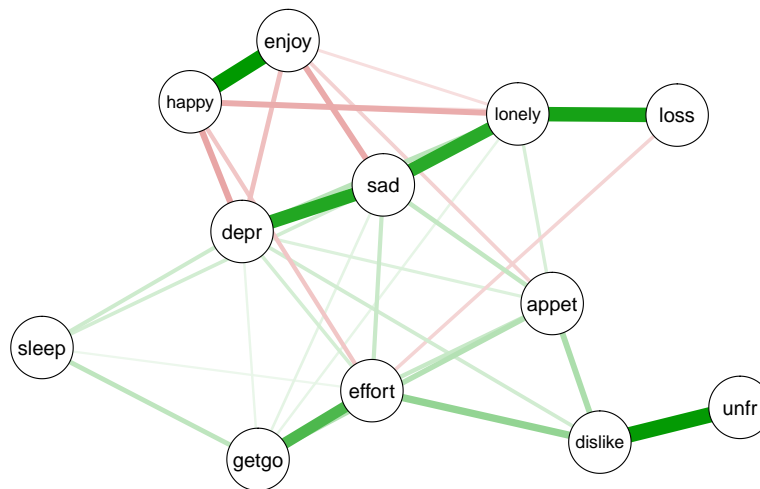 enjoy
happy
lonely
loss
sad
depr
appet
sleep
effort
unfr
dislike
getgo